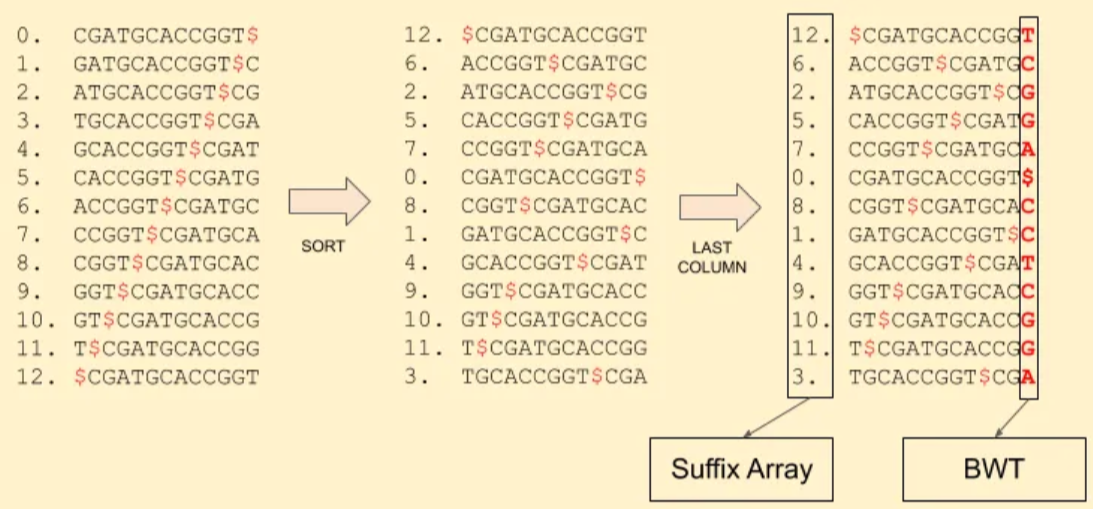 0. CGATGCACCGGT$ 12. $CGATGCACCGGT 12. $CGATGCACCGGT
1. GATGCACCGGT$C 6. ACCGGT$CGATGC 6. ACCGGT$CGATGC
2. ATGCACCGGT$CG 2. ATGCACCGGT$CG 2. ATGCACCGGT$CG
3. TGCACCGGT$CGA 5. CACCGGT$CGATG 5. CACCGGT$CGATG
4. GCACCGGT$CGAT 7. CCGGT$CGATGCA 7. CCGGT$CGATGCA
5. CACCGGT$CGATG 0. CGATGCACCGGT$ 0. CGATGCACCGGT$
6. ACCGGT$CGATGC 8. CGGT$CGATGCAC 8. CGGT$CGATGCAC
7. CCGGT$CGATGCA 1. GATGCACCGGT$C 1. GATGCACCGGT$C
8. CGGT$CGATGCAC 4. GCACCGGT$CGAT 4. GCACCGGT$CGAT
9. GGT$CGATGCACC 9. GGT$CGATGCACC 9. GGT$CGATGCACC
10. GT$CGATGCACCG 10. GT$CGATGCACCG 10. GT$CGATGCACCG
11. T$CGATGCACCGG 11. T$CGATGCACCGG 11. T$CGATGCACCGG
12. $CGATGCACCGGT 3. TGCACCGGT$CGA 3. TGCACCGGT$CGA
SORT
LAST
COLUMN
Suffix Array
BWT